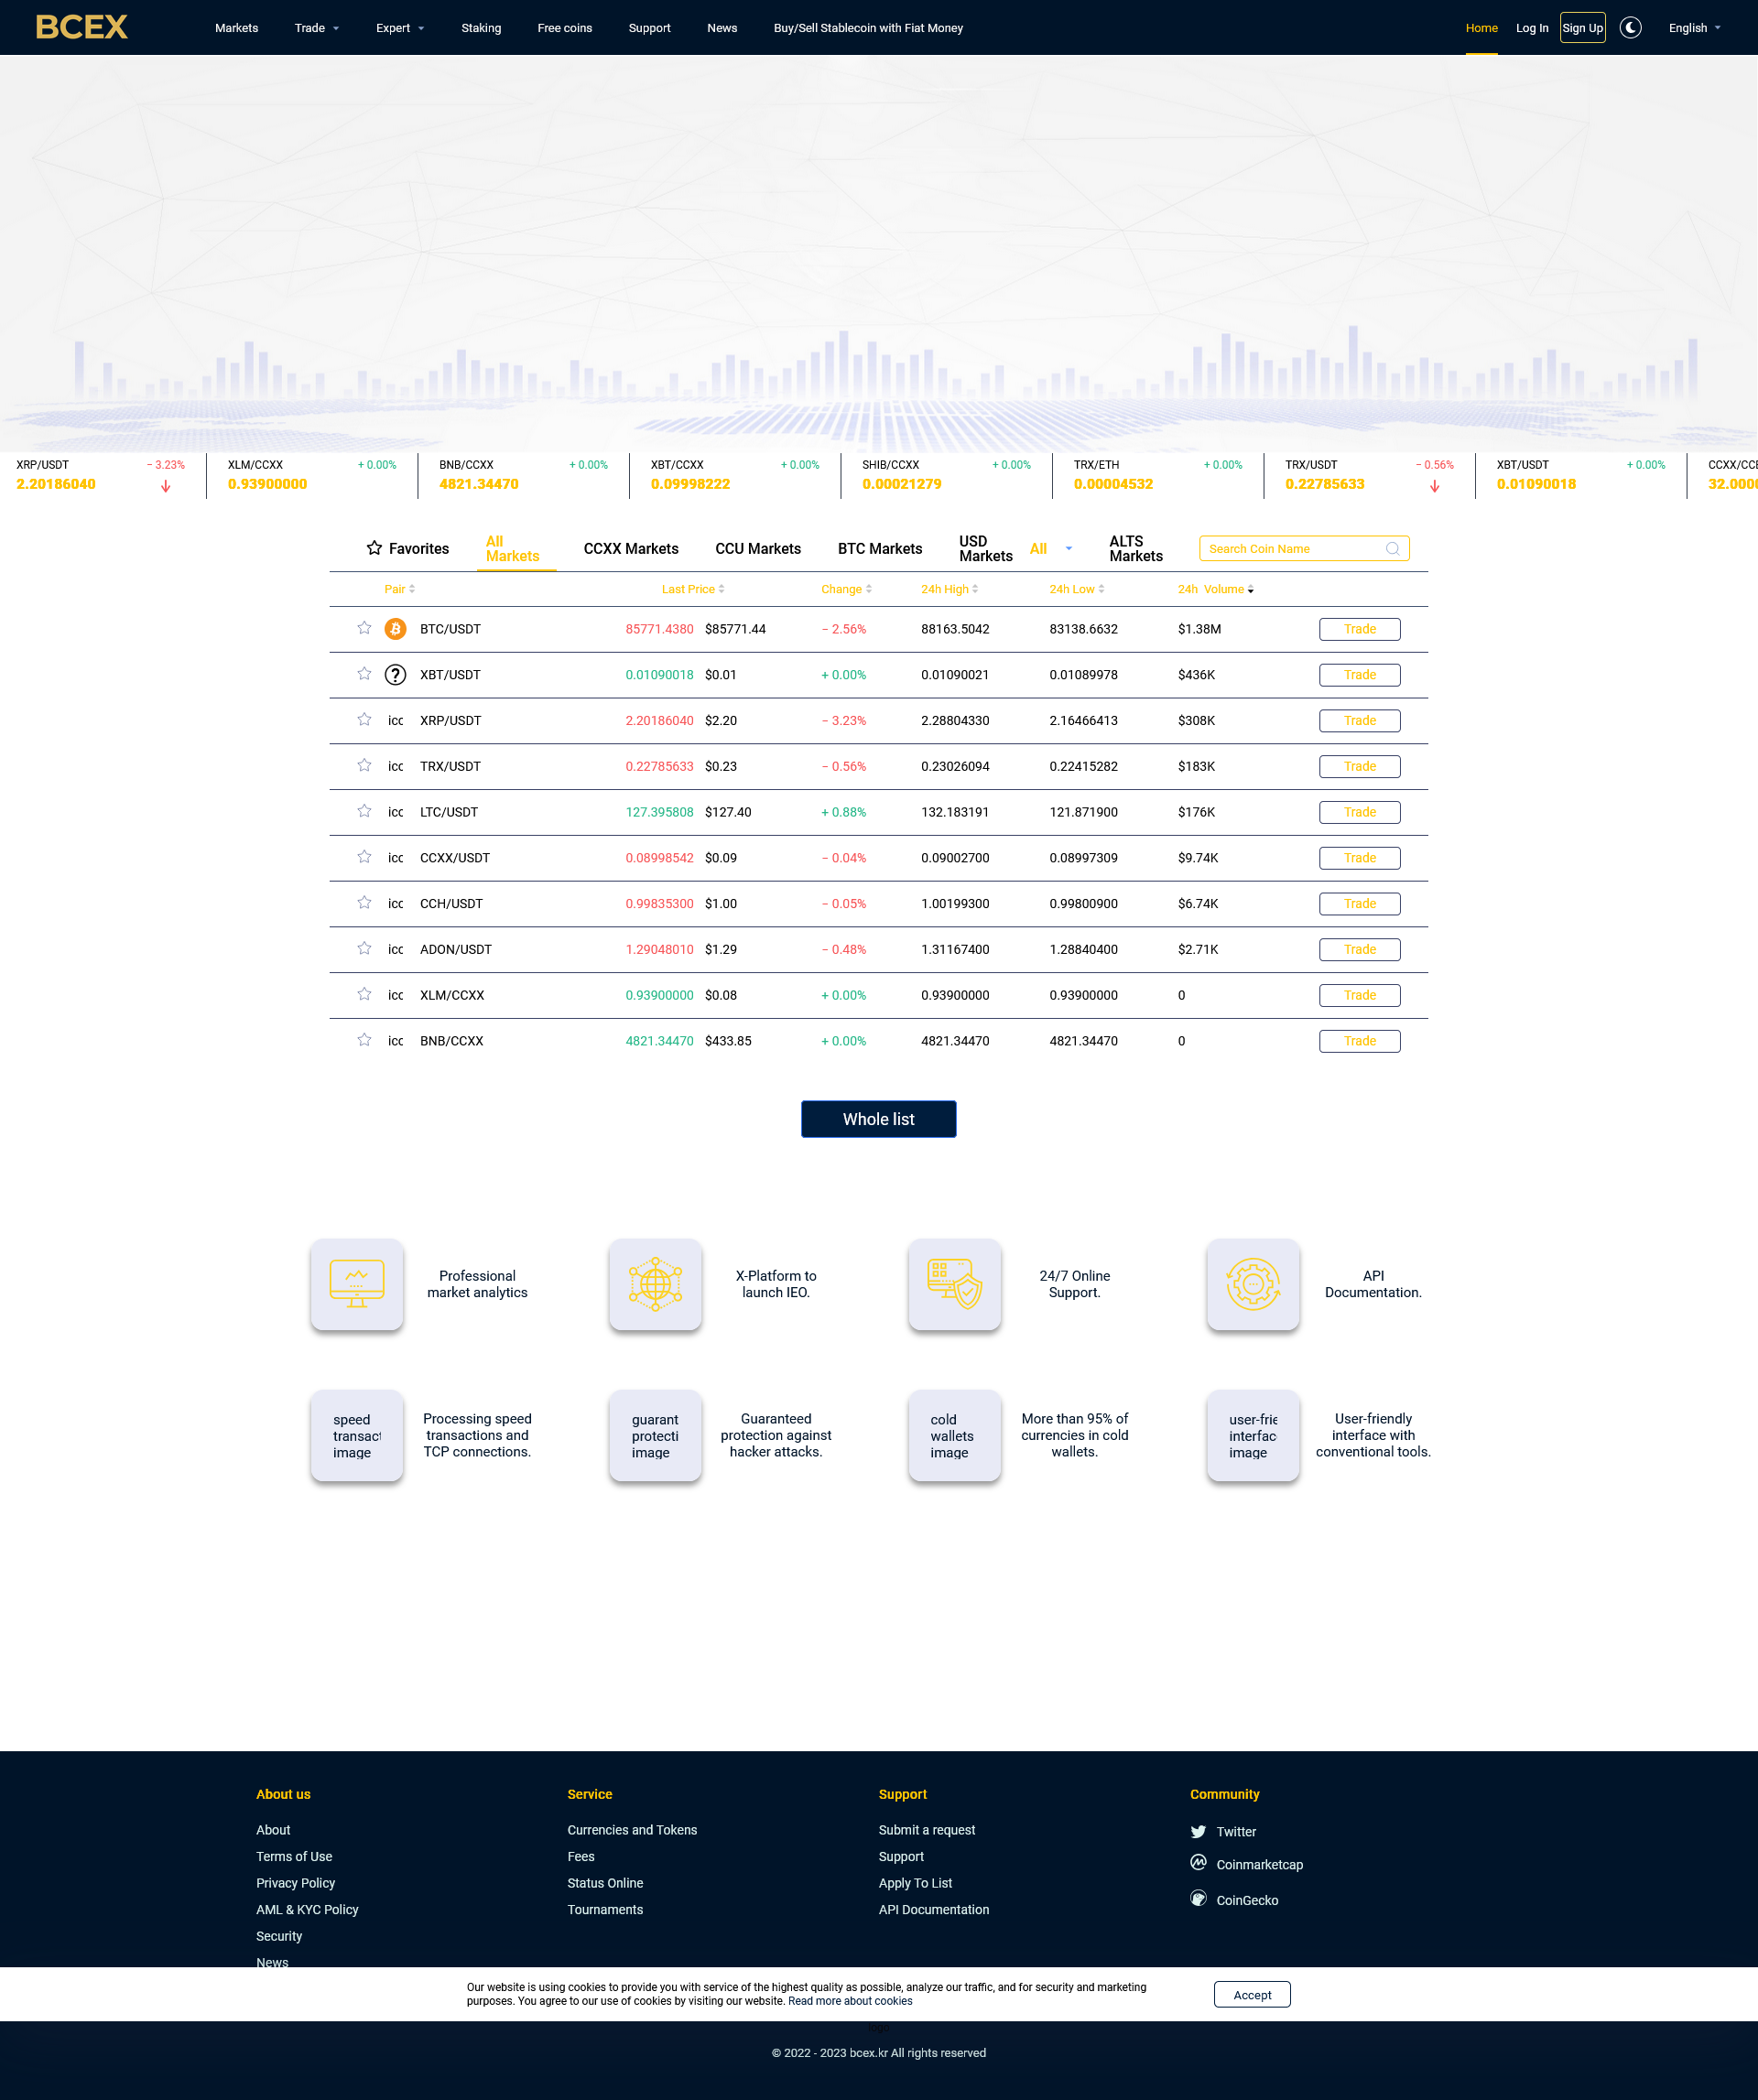 BCEX
Markets Trade Expert Staking Free coins Support News Buy/Sell Stablecoin with Fiat Money Home Log In Sign Up English
XRP/USDT − 3.23% XLM/CCXX + 0.00% BNB/CCXX + 0.00% XBT/CCXX + 0.00% SHIB/CCXX + 0.00% TRX/ETH + 0.00% TRX/USDT − 0.56% XBT/USDT + 0.00%
2.20186040 0.93900000 4821.34470 0.09998222 0.00021279 0.00004532 0.22785633 0.01090018
Favorites All Markets CCXX Markets CCU Markets BTC Markets USD Markets All ALTS Markets Search Coin Name
Pair Last Price Change 24h High 24h Low 24h Volume
BTC/USDT 85771.4380 $85771.44 − 2.56% 88163.5042 83138.6632 $1.38M Trade
XBT/USDT 0.01090018 $0.01 + 0.00% 0.01090021 0.01089978 $436K Trade
icc XRP/USDT 2.20186040 $2.20 − 3.23% 2.28804330 2.16466413 $308K Trade
icc TRX/USDT 0.22785633 $0.23 − 0.56% 0.23026094 0.22415282 $183K Trade
icc LTC/USDT 127.395808 $127.40 + 0.88% 132.183191 121.871900 $176K Trade
icc CCXX/USDT 0.08998542 $0.09 − 0.04% 0.09002700 0.08997309 $9.74K Trade
icc CCH/USDT 0.99835300 $1.00 − 0.05% 1.00199300 0.99800900 $6.74K Trade
icc ADON/USDT 1.29048010 $1.29 − 0.48% 1.31167400 1.28840400 $2.71K Trade
icc XLM/CCXX 0.93900000 $0.08 + 0.00% 0.93900000 0.93900000 0 Trade
icc BNB/CCXX 4821.34470 $433.85 + 0.00% 4821.34470 4821.34470 0 Trade
Whole list
Professional
market analytics
X-Platform to
launch IEO.
24/7 Online
Support.
API
Documentation.
speed
transact
image
Processing speed
transactions and
TCP connections.
guarant
protecti
image
Guaranteed
protection against
hacker attacks.
cold
wallets
image
More than 95% of
currencies in cold
wallets.
user-frie
interface
image
User-friendly
interface with
conventional tools.
About us
About
Terms of Use
Privacy Policy
AML & KYC Policy
Security
News
Service
Currencies and Tokens
Fees
Status Online
Tournaments
Support
Submit a request
Support
Apply To List
API Documentation
Community
Twitter
Coinmarketcap
CoinGecko
Our website is using cookies to provide you with service of the highest quality as possible, analyze our traffic, and for security and marketing
purposes. You agree to our use of cookies by visiting our website. Read more about cookies
Accept
logo
© 2022 - 2023 bcex.kr All rights reserved